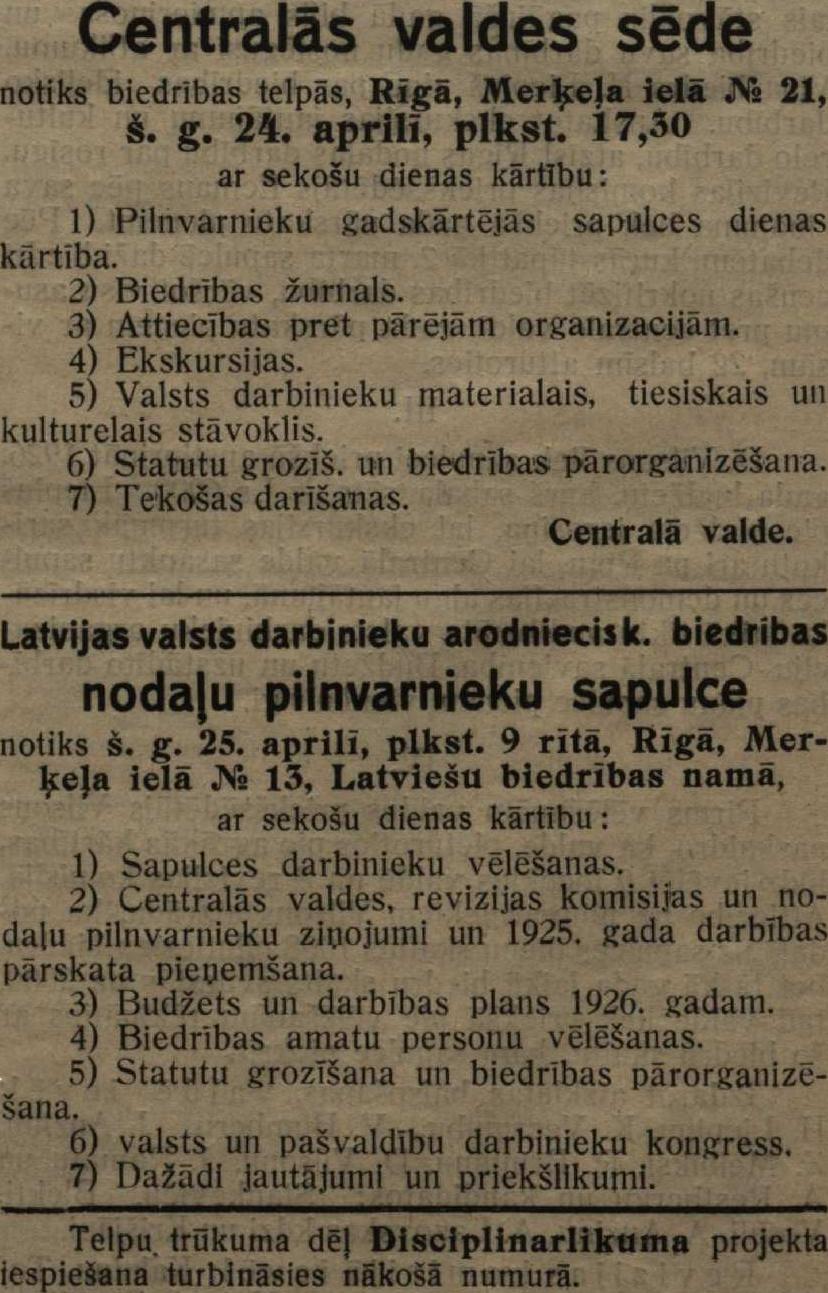 Centralās valdes sēde
notiks biedrības telpās, Rīgā, Merķeļa ielā № 21,
š. g. 24. aprilī, plkst. 17,30
ar sekošu dienas kārtību:
1) Pilnvarnieku gadskārtējās sapulces dienas
kārtība.
2) Biedrības žurnals.
3) Attiecības pret pārējām organizacijām.
4) Ekskursijas.
5) Valsts darbinieku materialais, tiesiskais un
kulturelais stāvoklis.
6) Statutu grozīš. un biedrības pārorganizēšana.
7) Tekošas darīšanas.
Centralā valde.
Latvijas valsts darbinieku arodniecisk. biedrības
nodaļu pilnvarnieku sapulce
notiks š. g. 25. aprilī, plkst. 9 rītā, Rīgā, Mer-
ķeļa ielā № 13, Latviešu biedrības namā,
ar sekošu dienas kārtību:
1) Sapulces darbinieku vēlēšanas.
2) Centralās valdes, revizijas komisijas un no-
daļu pilnvarnieku ziņojumi un 1925. gada darbības
pārskata pieņemšana.
3) Budžets un darbības plans 1926. gadam.
4) Biedrības amatu personu vēlēšanas.
5) Statutu grozīšana un biedrības pārorganizē-
šana.
6) valsts un pašvaldību darbinieku kongress.
7) Dažādi jautājumi un priekšlikumi.
Telpu trūkuma dēļ Disciplinarlikuma projekta
iespiešana turbināsies nākošā numurā.